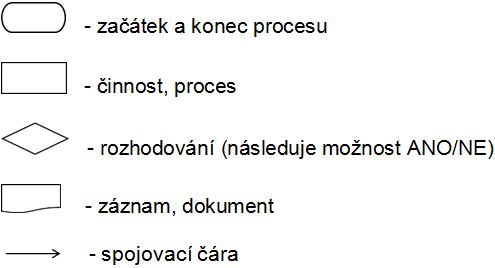 - začátek a konec procesu
- činnost, proces
- rozhodování (následuje možnost ANO/NE)
- záznam, dokument
- spojovací čára